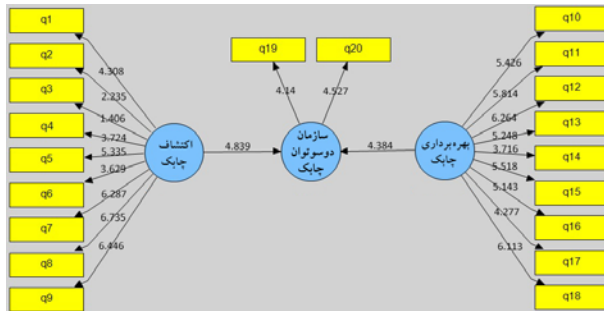 q1
q2
q3
q4
q5
q6
q7
q8
q9
4.308
2.235
1.406
3.724
5.335
3.629
6.287
6.735
6.446
اکتشاف
چابک
4.839
q19
q20
4.14
4.527
سازمان
دوسوتوان
چابک
4.384
بهره‌برداری
چابک
5.426
5.814
6.264
5.248
3.716
5.518
5.143
4.277
6.113
q10
q11
q12
q13
q14
q15
q16
q17
q18